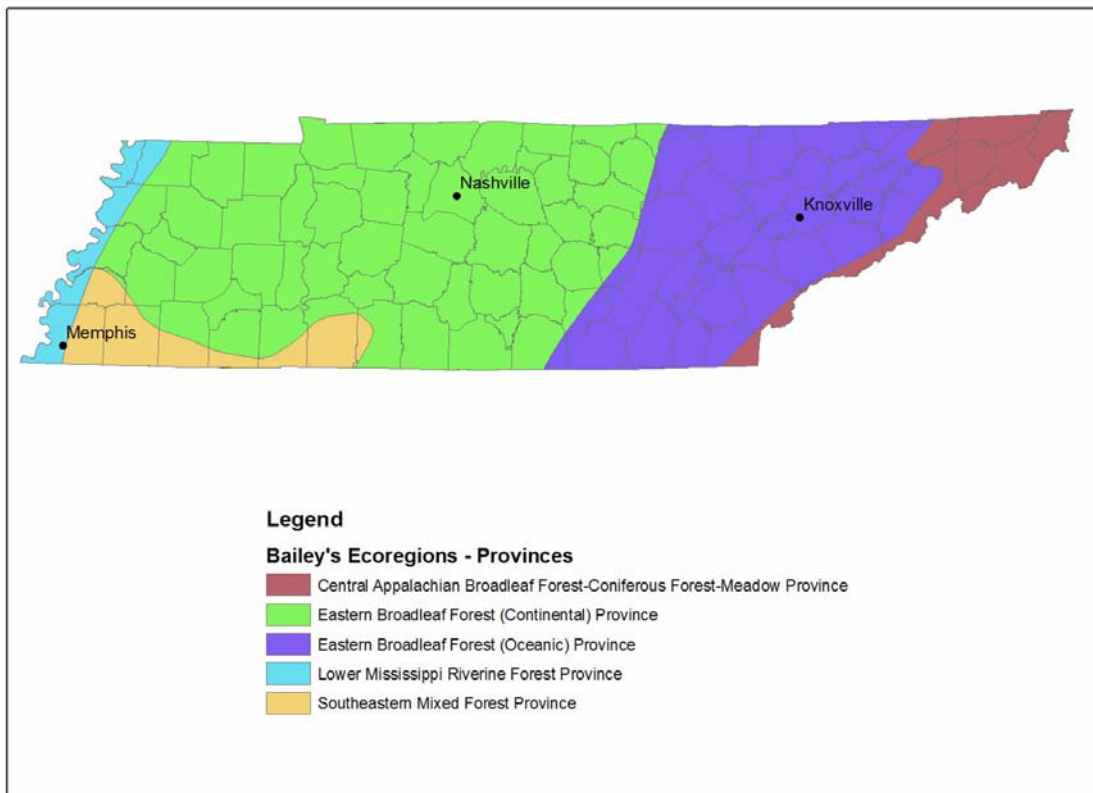 Nashville
Knoxville
Memphis
Legend
Bailey's Ecoregions - Provinces
Central Appalachian Broadleaf Forest-Coniferous Forest-Meadow Province
Eastern Broadleaf Forest (Continental) Province
Eastern Broadleaf Forest (Oceanic) Province
Lower Mississippi Riverine Forest Province
Southeastern Mixed Forest Province